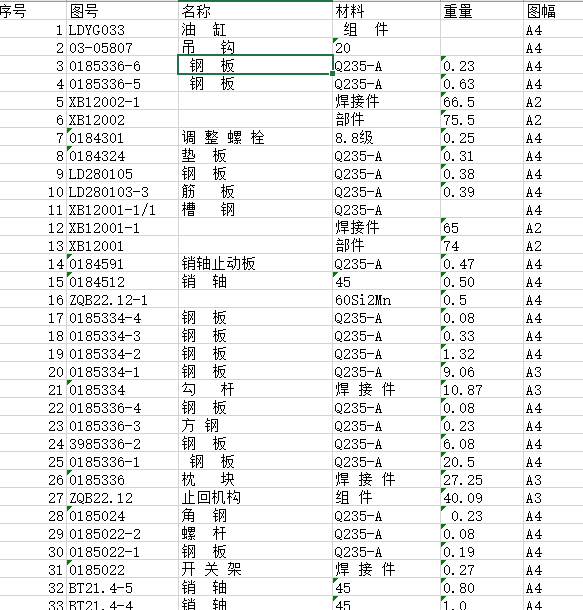 序号 图号 名称 材料 重量 图幅
1 LDYG033 油 缸 组 件 A4
2 03-05807 吊 钩 20 A4
3 0185336-6 钢 板 Q235-A 0.23 A4
4 0185336-5 钢 板 Q235-A 0.63 A4
5 XB12002-1 焊接件 66.5 A2
6 XB12002 部件 75.5 A2
7 0184301 调 整 螺 栓 8.8级 0.25 A4
8 0184324 垫 板 Q235-A 0.31 A4
9 LD280105 钢 板 Q235-A 0.38 A4
10 LD280103-3 筋 板 Q235-A 0.39 A4
11 XB12001-1/1 槽 钢 Q235-A A4
12 XB12001-1 焊接件 65 A2
13 XB12001 部件 74 A2
14 0184591 销轴止动板 Q235-A 0.47 A4
15 0184512 销 轴 45 0.50 A4
16 ZQB22.12-1 60Si2Mn 0.5 A4
17 0185334-4 钢 板 Q235-A 0.08 A4
18 0185334-3 钢 板 Q235-A 0.33 A4
19 0185334-2 钢 板 Q235-A 1.32 A4
20 0185334-1 钢 板 Q235-A 9.06 A3
21 0185334 勾 杆 焊 接 件 10.87 A3
22 0185336-4 钢 板 Q235-A 0.08 A4
23 0185336-3 方 钢 Q235-A 0.23 A4
24 3985336-2 钢 板 Q235-A 6.08 A4
25 0185336-1 钢 板 Q235-A 20.5 A4
26 0185336 枕 块 焊 接 件 27.25 A3
27 ZQB22.12 止回机构 组 件 40.09 A3
28 0185024 角 钢 Q235-A 0.23 A4
29 0185022-2 螺 杆 Q235-A 0.08 A4
30 0185022-1 钢 板 Q235-A 0.19 A4
31 0185022 开 关 架 焊 接 件 0.27 A4
32 BT21.4-5 销 轴 45 0.80 A4
33 BT21.4-4 销 轴 45 1.0 A4